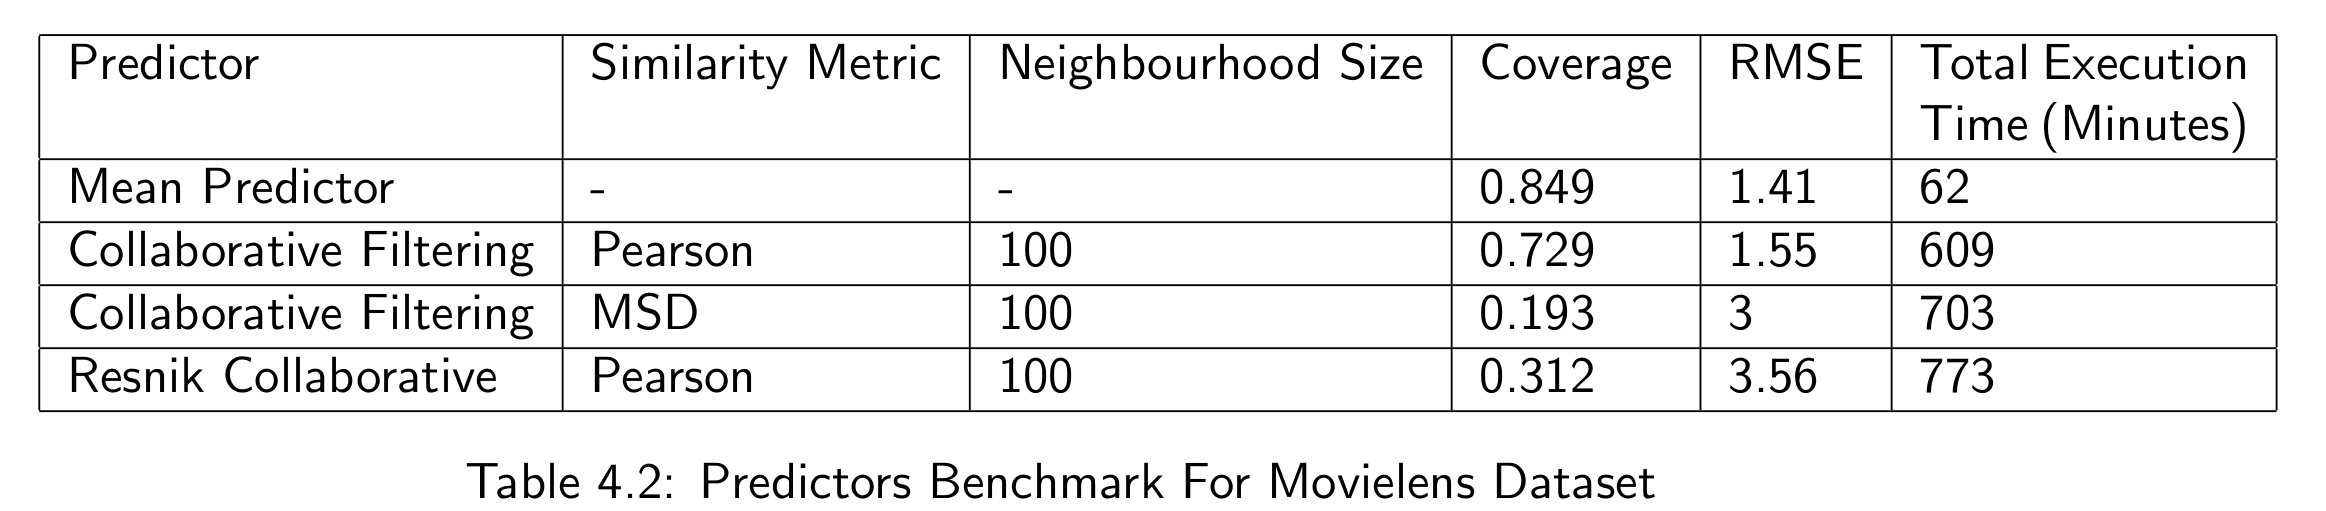 Predictor Similarity Metric Neighbourhood Size Coverage RMSE Total Execution
Time (Minutes)
Mean Predictor - - 0.849 1.41 62
Collaborative Filtering Pearson 100 0.729 1.55 609
Collaborative Filtering MSD 100 0.193 3 703
Resnik Collaborative Pearson 100 0.312 3.56 773
Table 4.2: Predictors Benchmark For Movielens Dataset